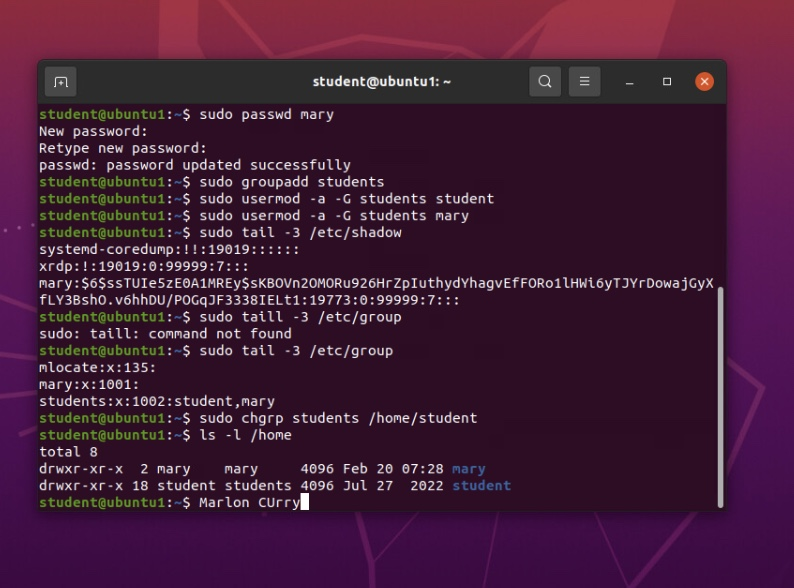 student@ubuntu1: ~
student@ubuntu1:~$ sudo passwd mary
New password:
Retype new password:
passwd: password updated successfully
student@ubuntu1:~$ sudo groupadd students
student@ubuntu1:~$ sudo usermod -a -G students student
student@ubuntu1:~$ sudo usermod -a -G students mary
student@ubuntu1:~$ sudo tail -3 /etc/shadow
systemd-coredump:!!:19019::::::
xrdp:!:19019:0:99999:7:::
mary:$6$ssTUIe5zE0A1MREy$sKBOVn2OMORu926HrZpIuthydYhagvEfFORo1lHWi6yTJYrDowajGyX
fLY3BshO.v6hhDU/POGqJF3338IELt1:19773:0:99999:7:::
student@ubuntu1:~$ sudo taill -3 /etc/group
sudo: taill: command not found
student@ubuntu1:~$ sudo tail -3 /etc/group
mlocate:x:135:
mary:x:1001:
students:x:1002:student,mary
student@ubuntu1:~$ sudo chgrp students /home/student
student@ubuntu1:~$ ls -l /home
total 8
drwxr-xr-x  2 mary    mary     4096 Feb 20 07:28 mary
drwxr-xr-x 18 student students 4096 Jul 27  2022 student
student@ubuntu1:~$ Marlon CUrry